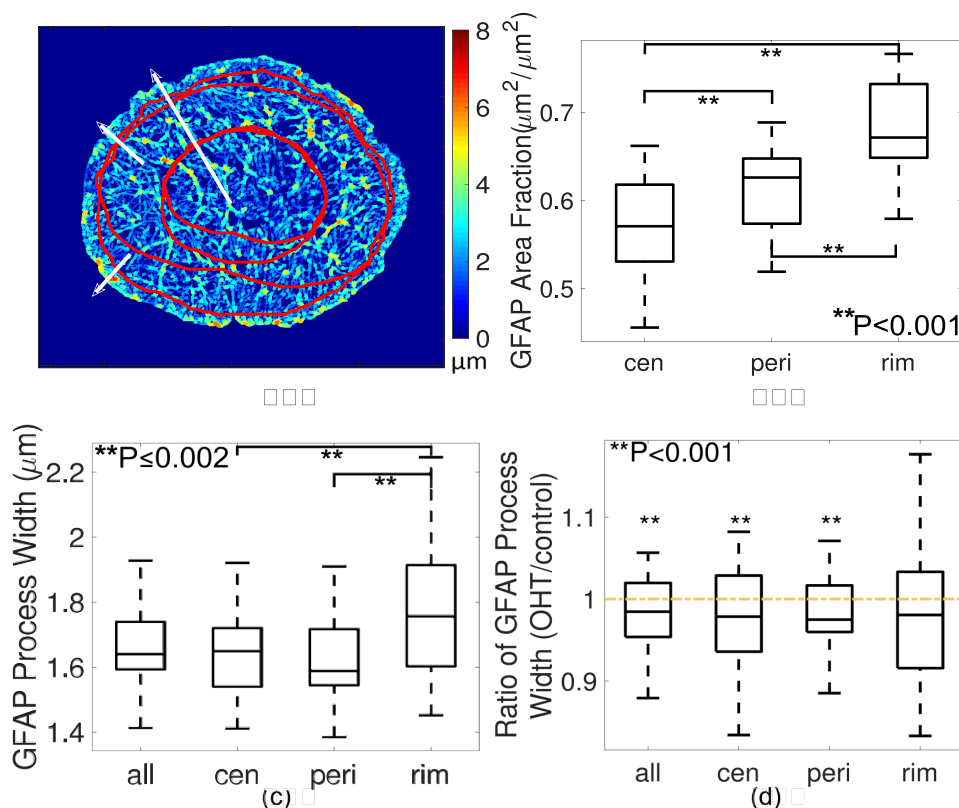 8
6
4
2
0
μm
GFAP Area Fraction(μm²/μm²)
0.7
0.6
0.5
**
**
**
**P<0.001
cen peri rim
□ □ □
□ □ □
GFAP Process Width (μm)
2.2
2
1.8
1.6
1.4
**P≤0.002
**
**
all cen peri rim
(c)
Ratio of GFAP Process
Width (OHT/control)
1.1
1
0.9
**P<0.001
** ** **
all cen peri rim
(d)